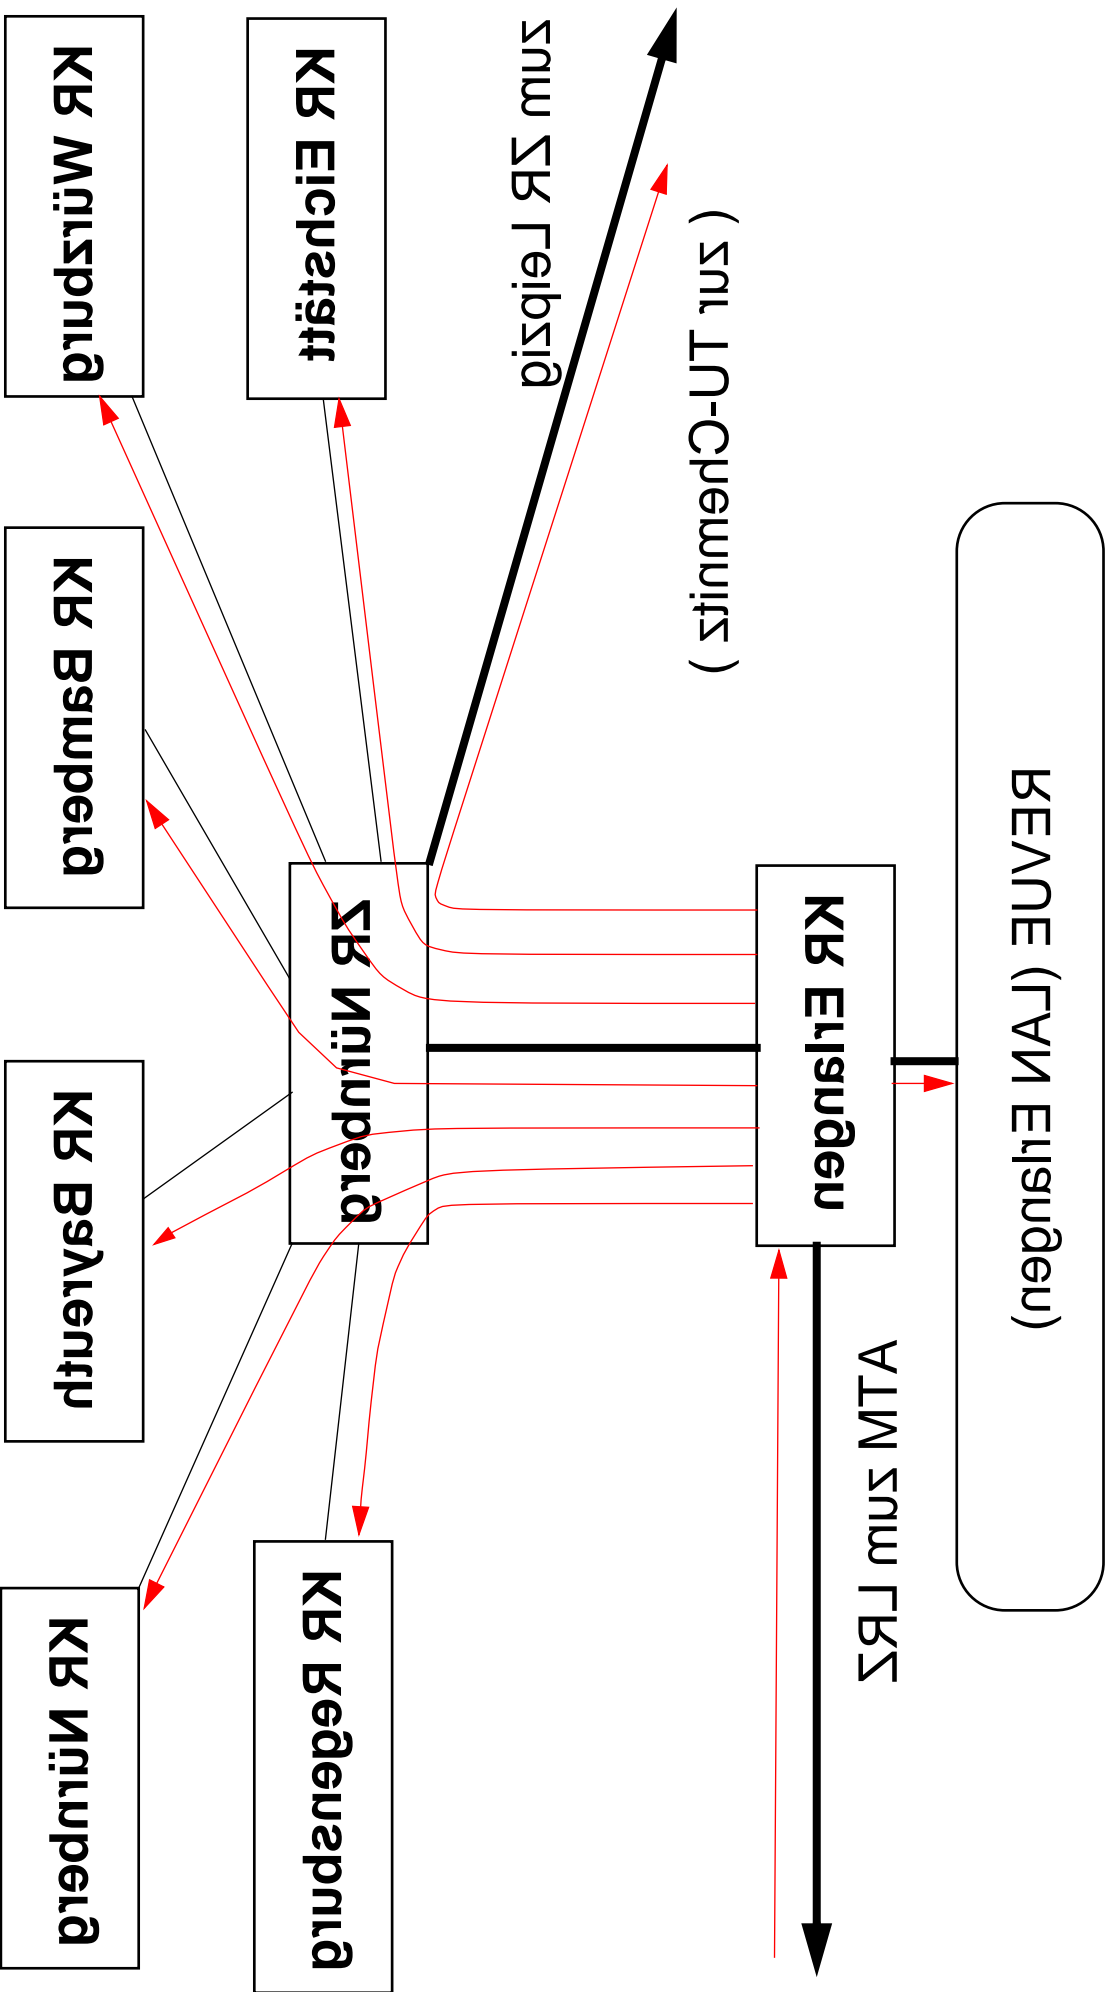 KR Würzburg
KR Bamberg
KR Bayreuth
KR Nürnberg
KR Eichstätt
ZR Nürnberg
KR Regensburg
zum ZR Leipzig
( zur TU-Chemnitz )
KR Erlangen
ATM zum LRZ
REVUE (LAN Erlangen)